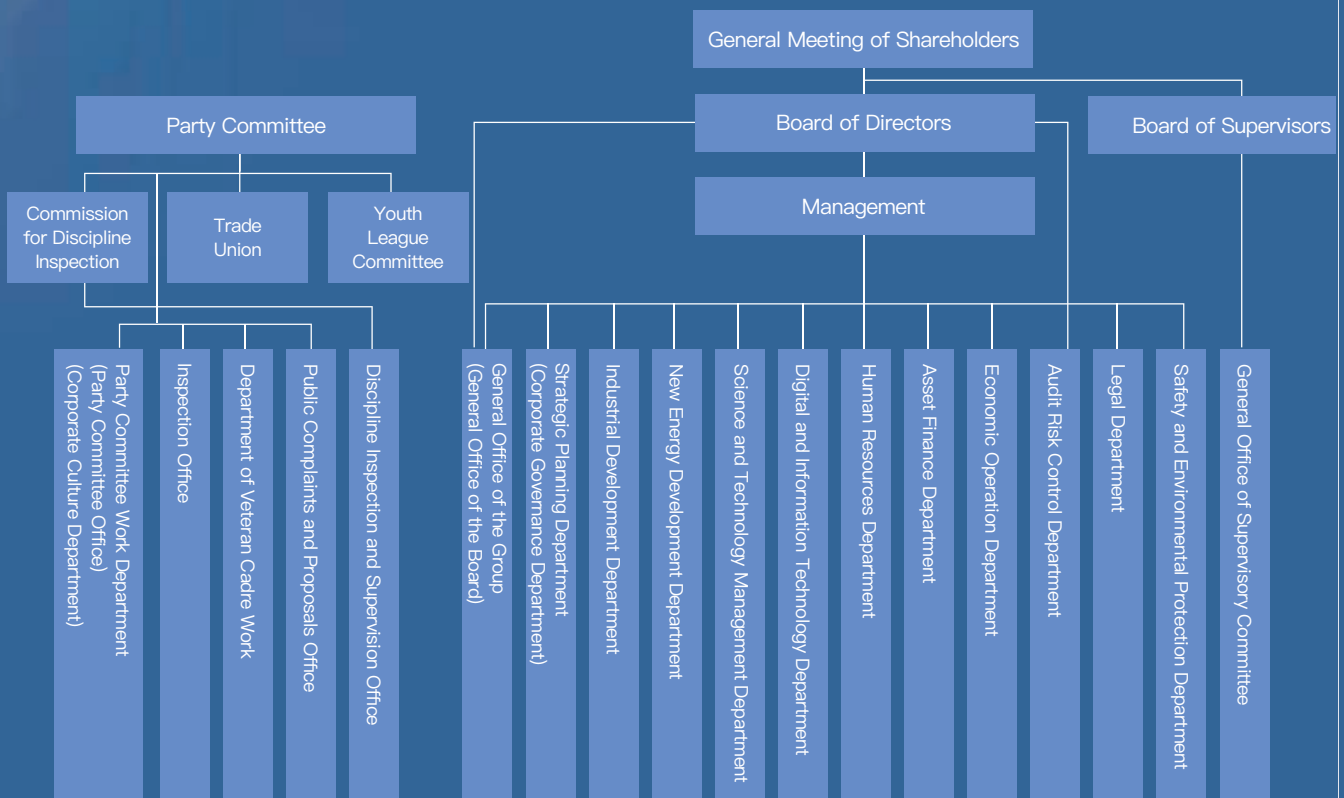 General Meeting of Shareholders
Party Committee
Board of Directors
Board of Supervisors
Management
Commission
for Discipline
Inspection
Trade
Union
Youth
League
Committee
Party Committee Work Department
(Party Committee Office)
(Corporate Culture Department)
Inspection Office
Department of Veteran Cadre Work
Public Complaints and Proposals Office
Discipline Inspection and Supervision Office
General Office of the Group
(General Office of the Board)
Strategic Planning Department
(Corporate Governance Department)
Industrial Development Department
New Energy Development Department
Science and Technology Management Department
Digital and Information Technology Department
Human Resources Department
Asset Finance Department
Economic Operation Department
Audit Risk Control Department
Legal Department
Safety and Environmental Protection Department
General Office of Supervisory Committee